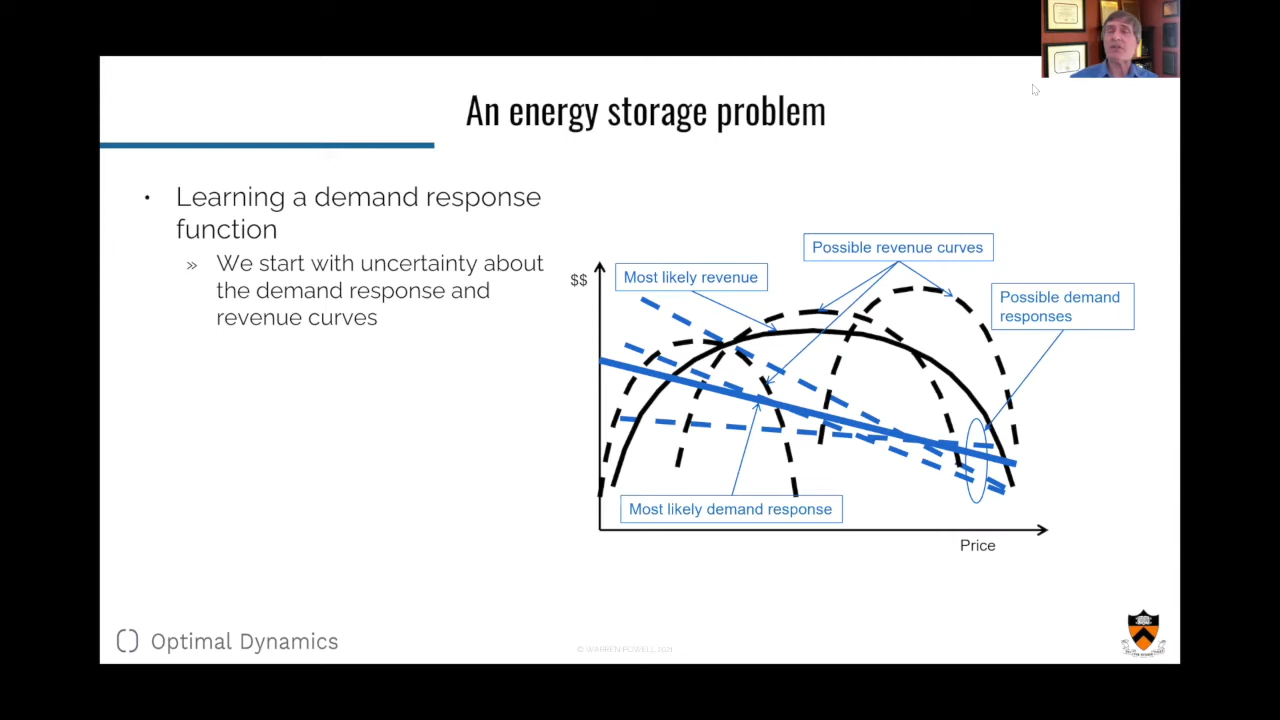 An energy storage problem
• Learning a demand response
function
» We start with uncertainty about
the demand response and
revenue curves
Possible revenue curves
$$
Most likely revenue
Possible demand
responses
Most likely demand response
Price
Optimal Dynamics
© WARREN POWELL 2021